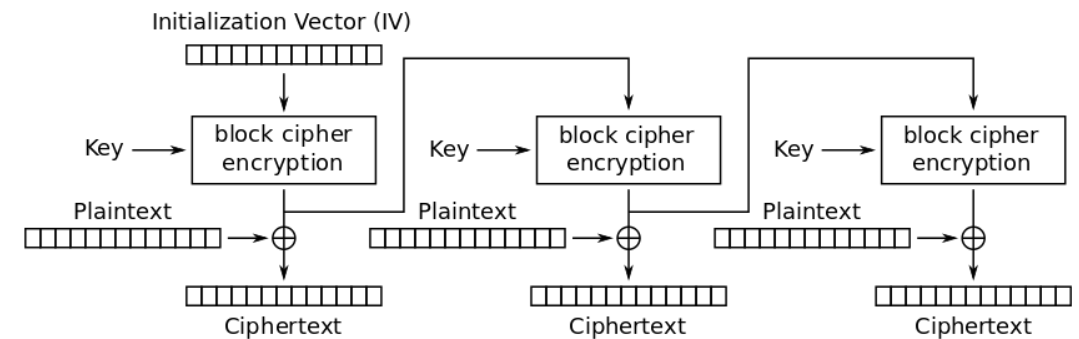 Initialization Vector (IV)
Key
block cipher
encryption
Key
block cipher
encryption
Key
block cipher
encryption
Plaintext
Plaintext
Plaintext
Ciphertext
Ciphertext
Ciphertext